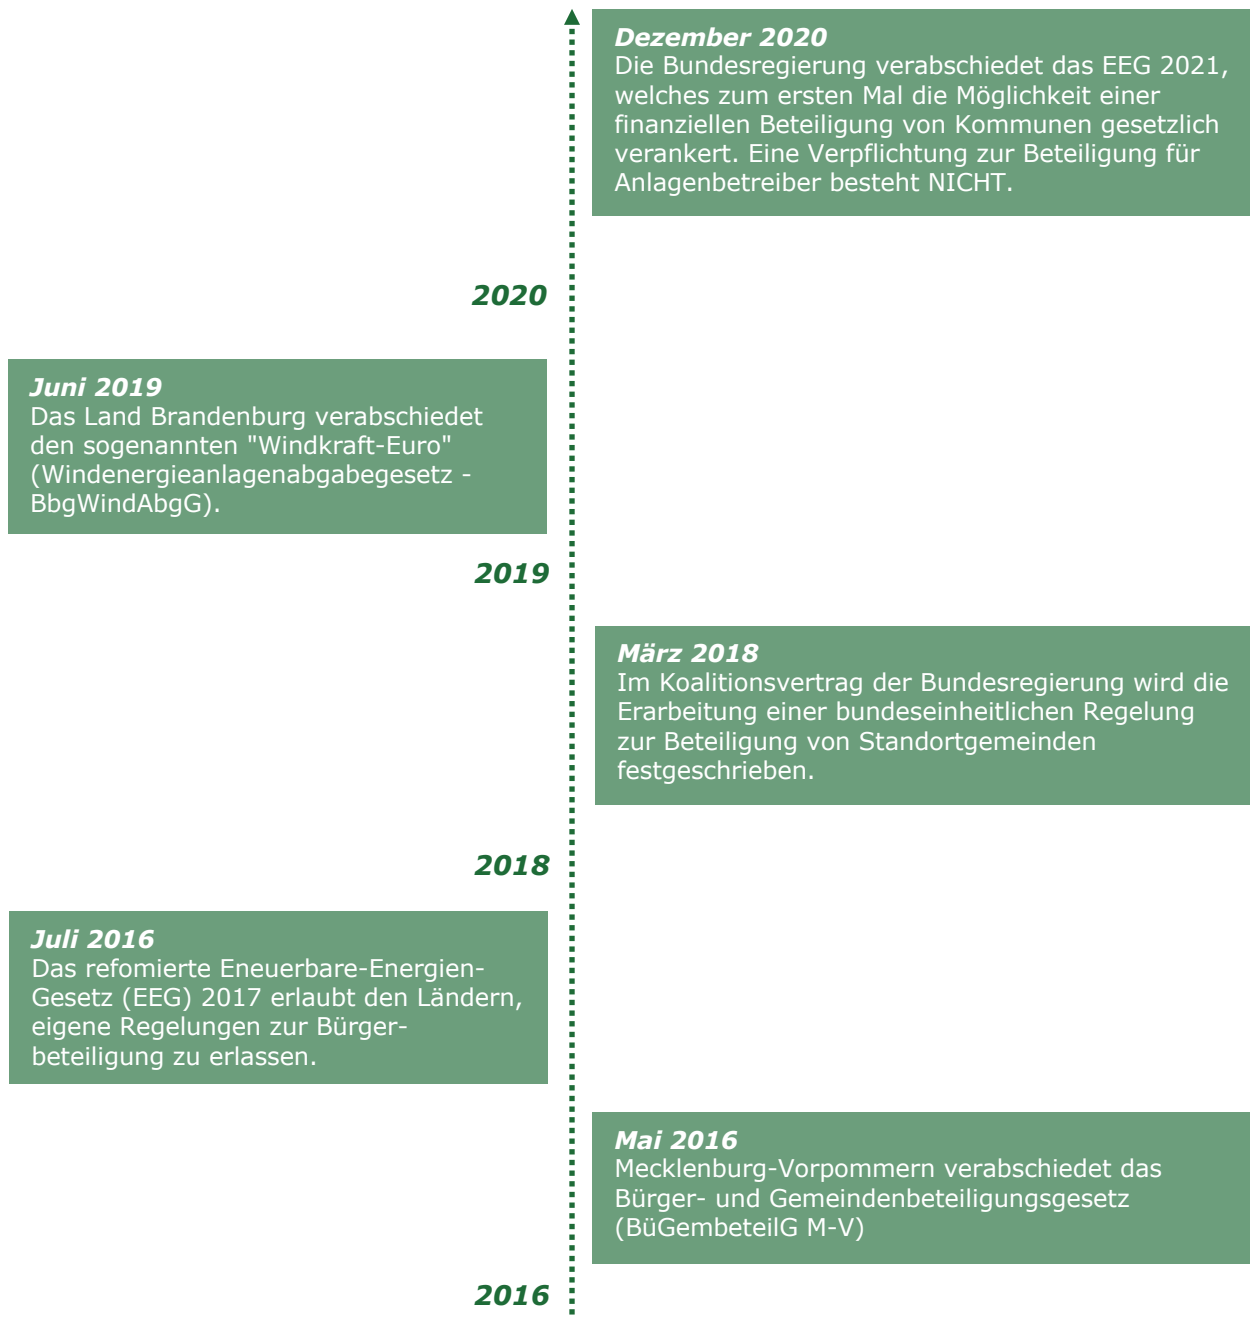 Dezember 2020
Die Bundesregierung verabschiedet das EEG 2021,
welches zum ersten Mal die Möglichkeit einer
finanziellen Beteiligung von Kommunen gesetzlich
verankert. Eine Verpflichtung zur Beteiligung für
Anlagenbetreiber besteht NICHT.
2020
Juni 2019
Das Land Brandenburg verabschiedet
den sogenannten "Windkraft-Euro"
(Windenergieanlagenabgabegesetz -
BbgWindAbgG).
2019
März 2018
Im Koalitionsvertrag der Bundesregierung wird die
Erarbeitung einer bundeseinheitlichen Regelung
zur Beteiligung von Standortgemeinden
festgeschrieben.
2018
Juli 2016
Das refomierte Eneuerbare-Energien-
Gesetz (EEG) 2017 erlaubt den Ländern,
eigene Regelungen zur Bürger-
beteiligung zu erlassen.
Mai 2016
Mecklenburg-Vorpommern verabschiedet das
Bürger- und Gemeindenbeteiligungsgesetz
(BüGembeteilG M-V)
2016